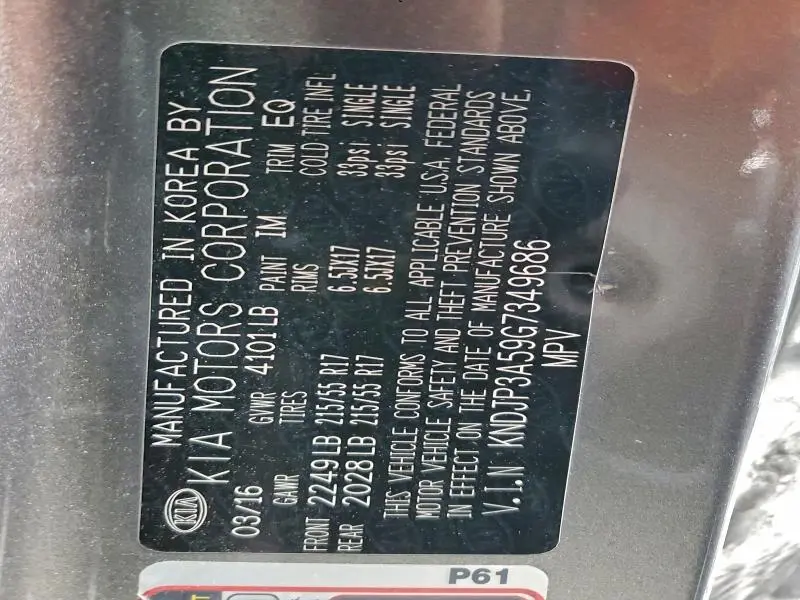 MANUFACTURED IN KOREA BY
KIA KIA MOTORS CORPORATION
03/16 GVWR 4101LB PAINT IM TRIM EQ
GAWR TIRES RIMS COLD TIRE INFL
FRONT 2249LB 215/55 R17 6.5JX17 33psi SINGLE
REAR 2028LB 215/55 R17 6.5JX17 33psi SINGLE
THIS VEHICLE CONFORMS TO ALL APPLICABLE U.S.A. FEDERAL
MOTOR VEHICLE SAFETY AND THEFT PREVENTION STANDARDS
IN EFFECT ON THE DATE OF MANUFACTURE SHOWN ABOVE.
V.I.N KNDJP3A59G7349686
MPV
P61